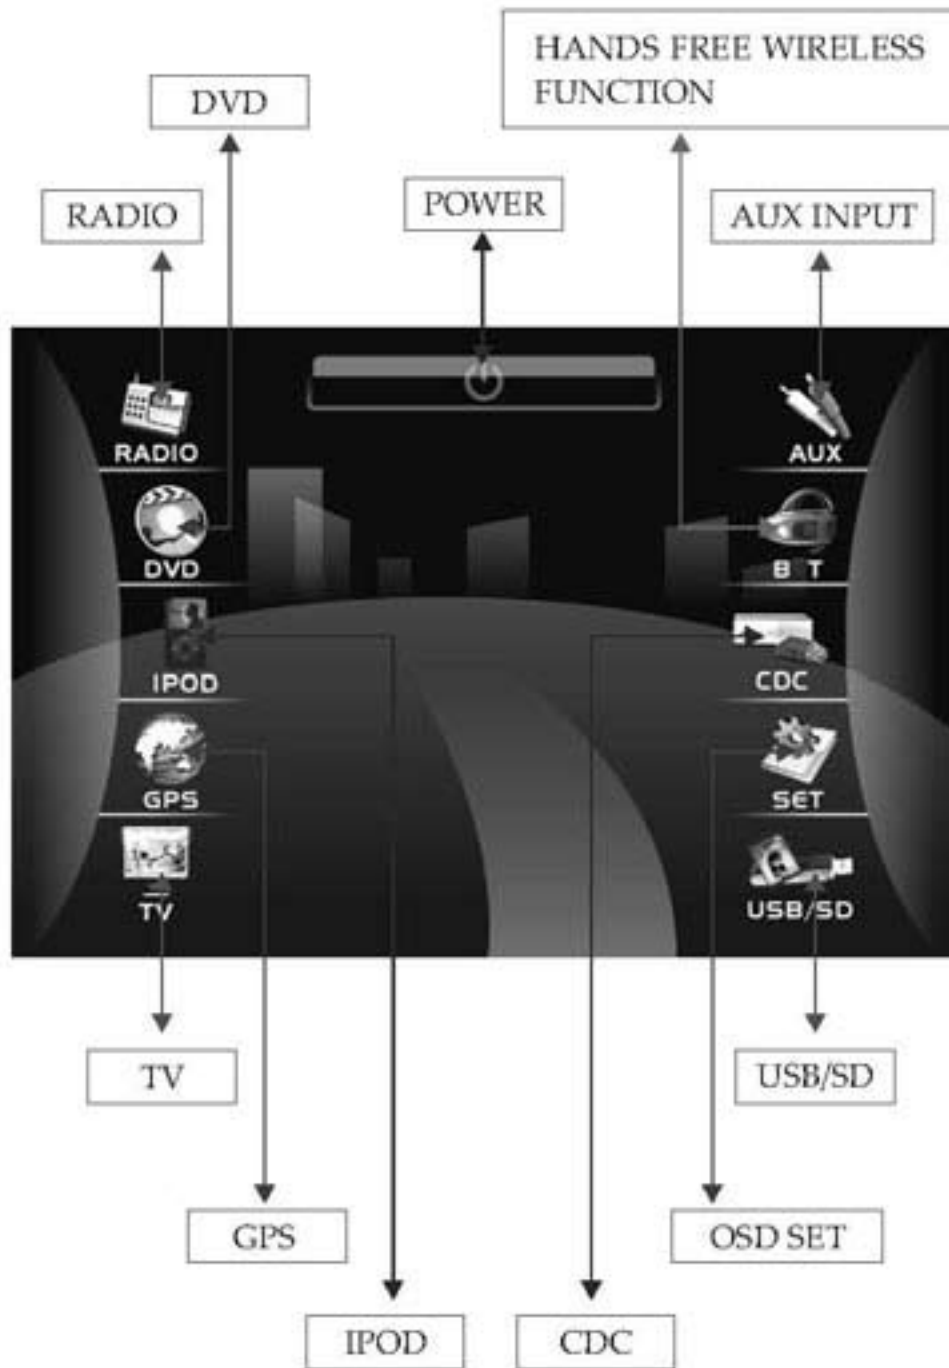 HANDS FREE WIRELESS
FUNCTION
DVD
RADIO
POWER
AUX INPUT
RADIO
AUX
DVD
B T
IPOD
CDC
GPS
SET
TV
USB/SD
TV
USB/SD
GPS
OSD SET
IPOD
CDC